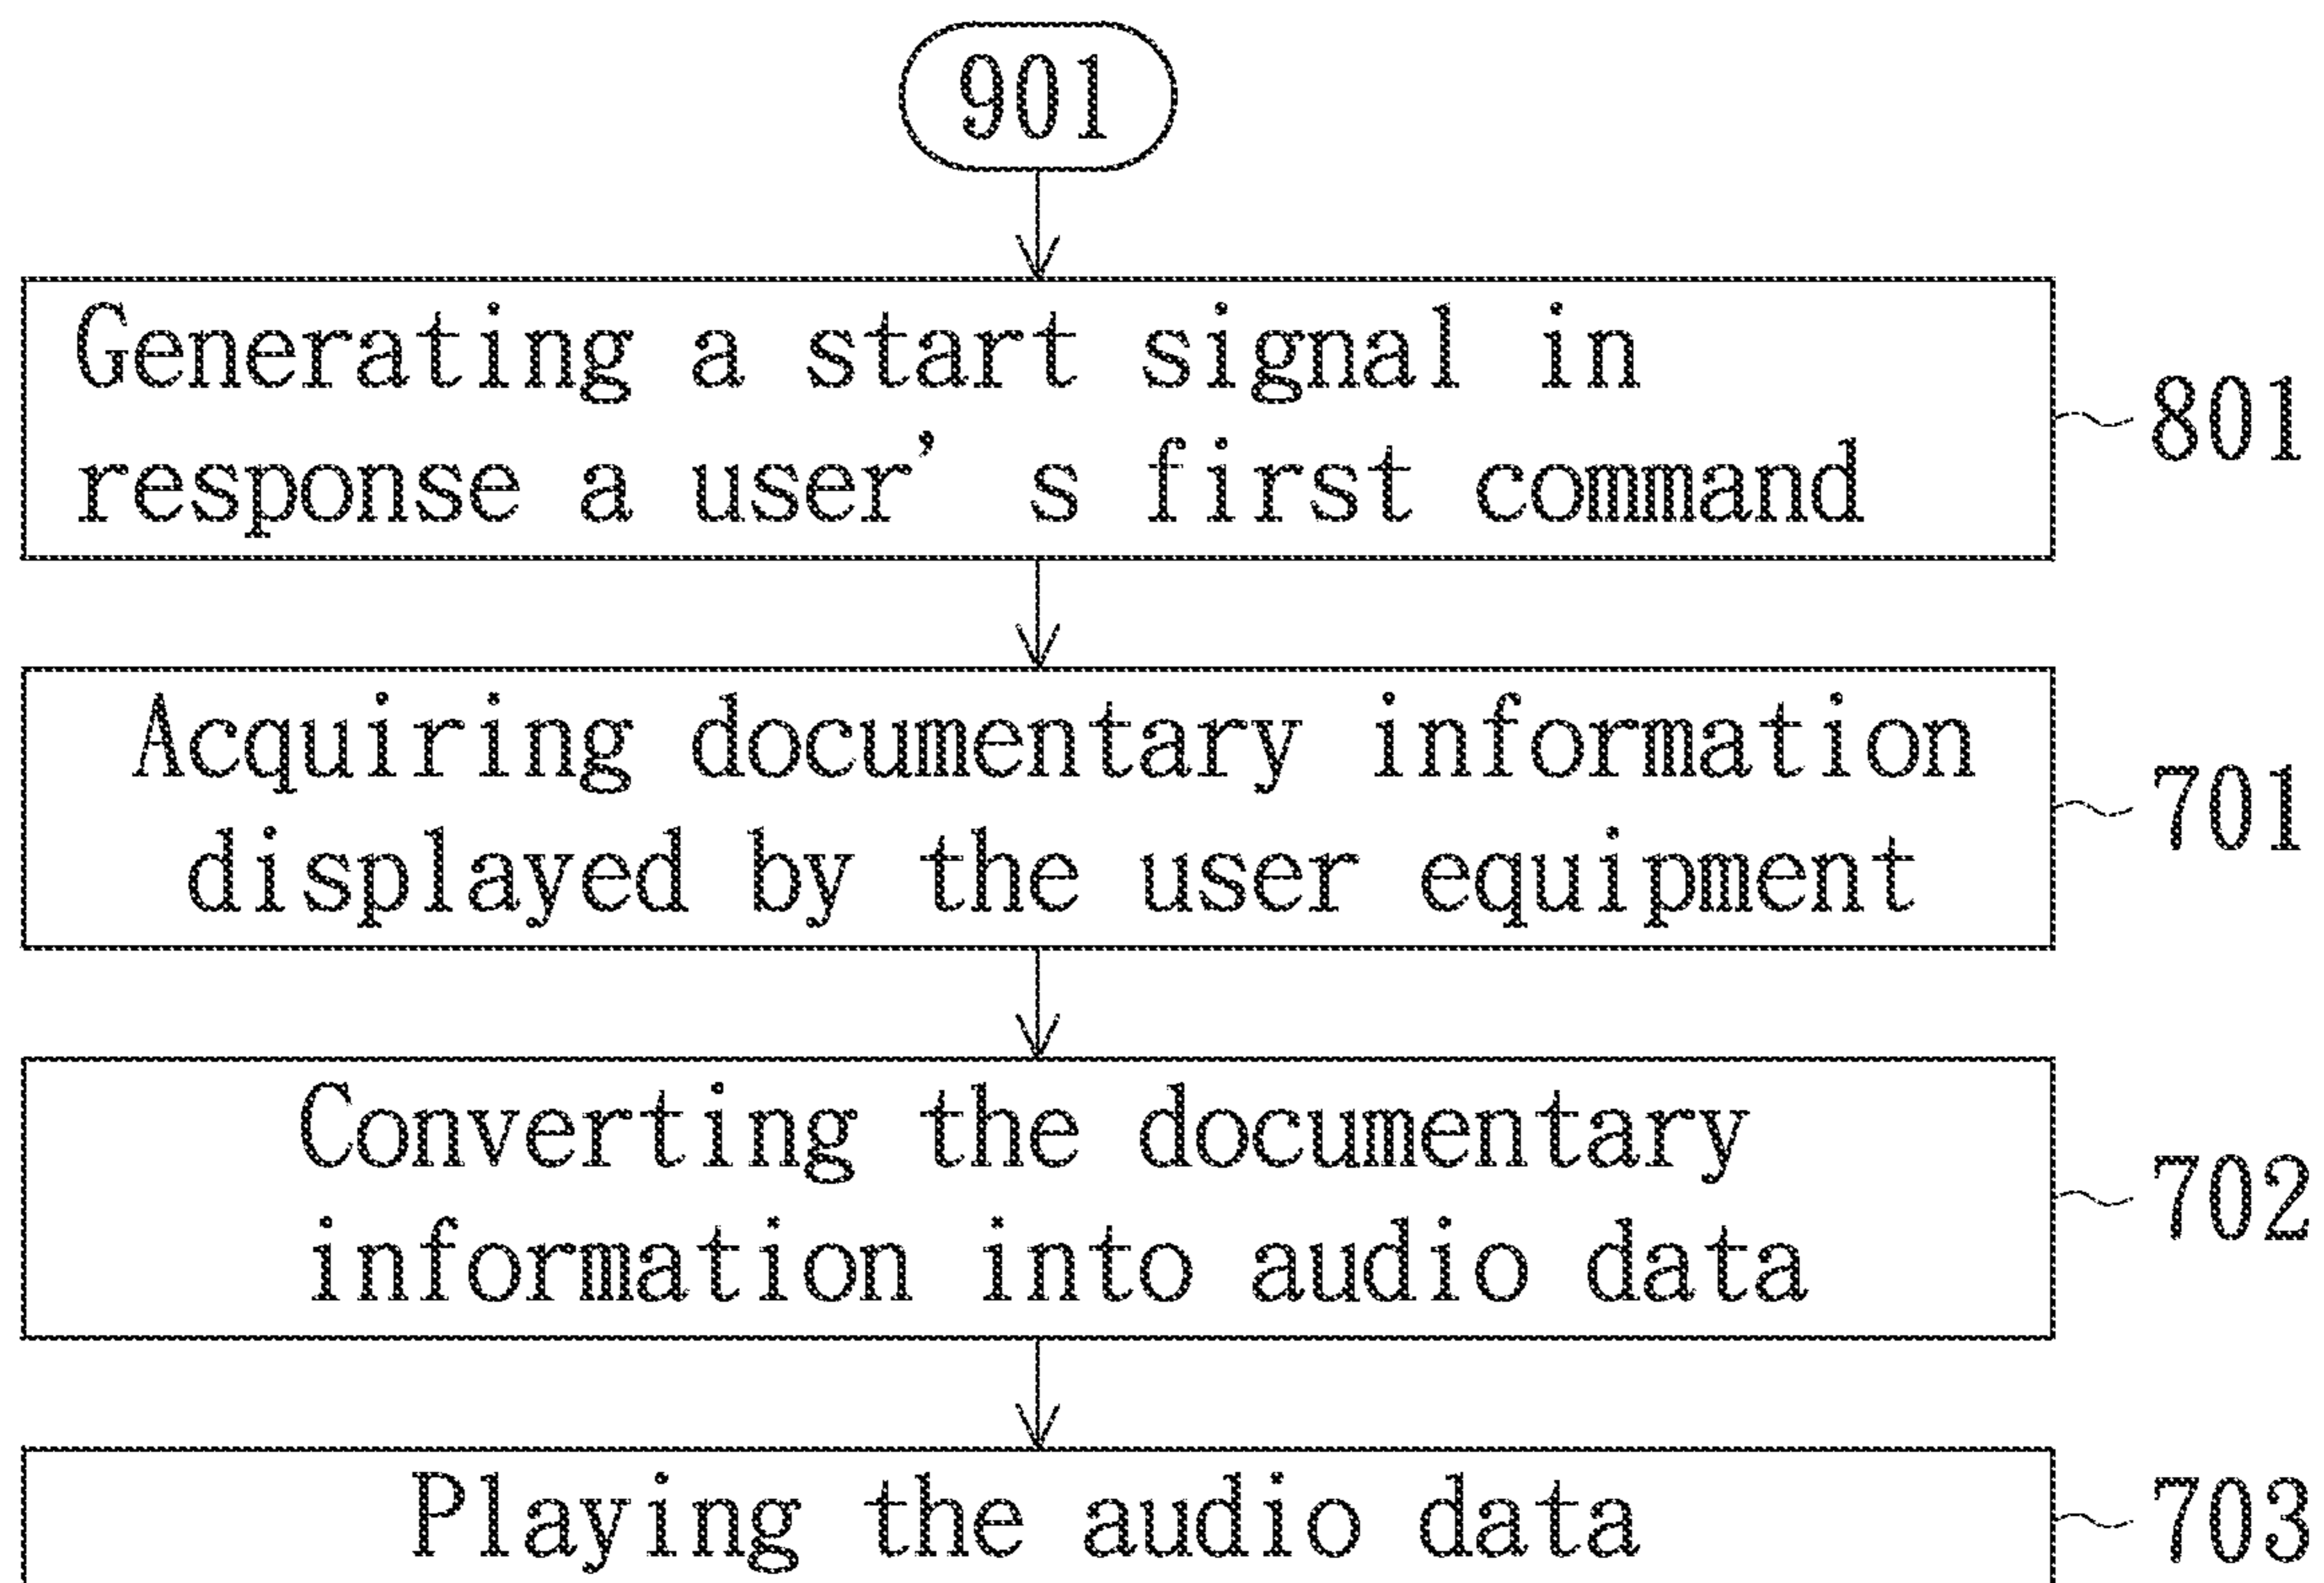 901
Generating a start signal in
response a user's first command
801
Acquiring documentary information
displayed by the user equipment
701
Converting the documentary
information into audio data
702
Playing the audio data
703